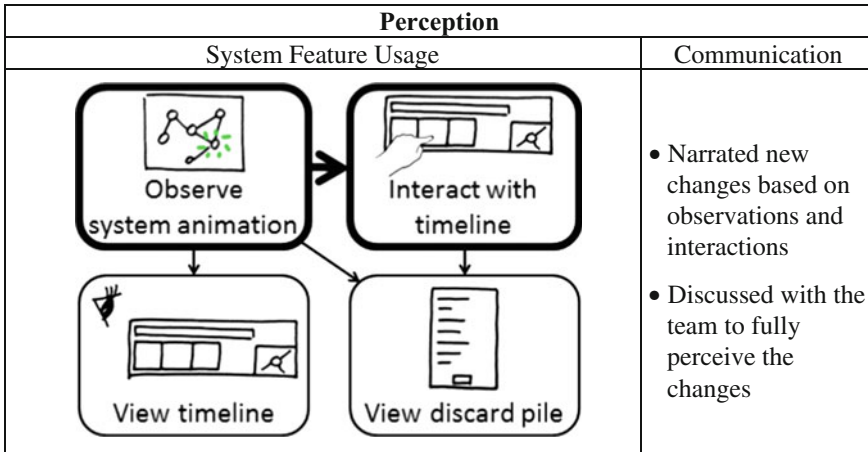 Perception
System Feature Usage
Communication
Observe
system animation
Interact with
timeline
View timeline
View discard pile
• Narrated new
changes based on
observations and
interactions
• Discussed with the
team to fully
perceive the
changes